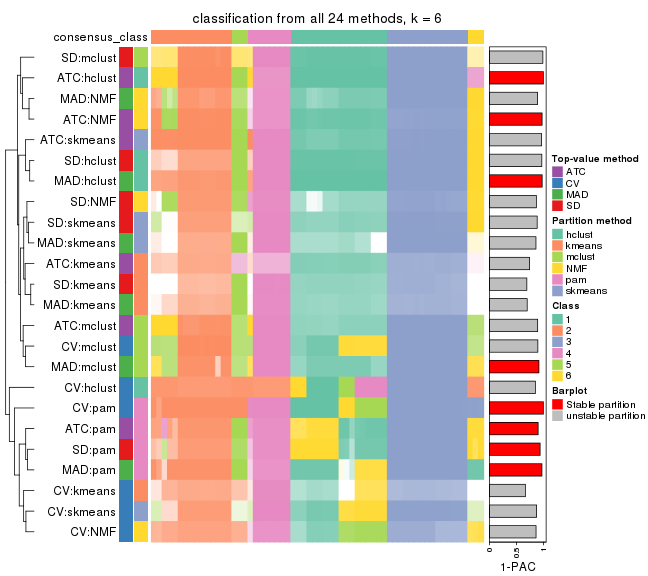 classification from all 24 methods, k = 6
consensus_class
SD:mclust
ATC:hclust
MAD:NMF
ATC:NMF
ATC:skmeans
SD:hclust
MAD:hclust
SD:NMF
SD:skmeans
MAD:skmeans
ATC:kmeans
SD:kmeans
MAD:kmeans
ATC:mclust
CV:mclust
MAD:mclust
CV:hclust
CV:pam
ATC:pam
SD:pam
MAD:pam
CV:kmeans
CV:skmeans
CV:NMF
0
0.5
1
1-PAC
Top-value method
ATC
CV
MAD
SD
Partition method
hclust
kmeans
mclust
NMF
pam
skmeans
Class
1
2
3
4
5
6
Barplot
Stable partition
unstable partition